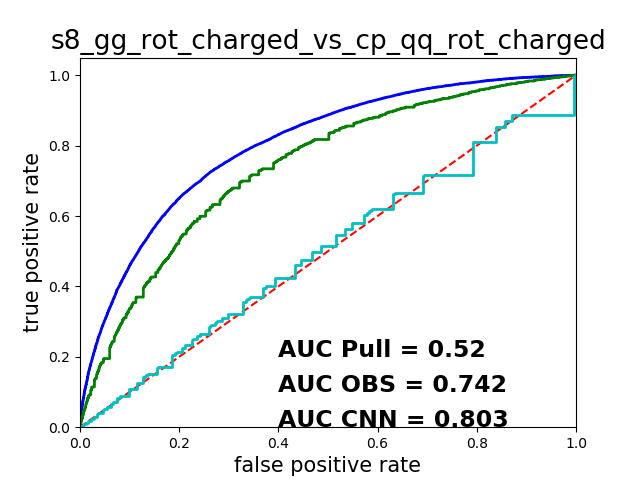 s8_gg_rot_charged_vs_cp_qq_rot_charged
1.0
0.8
0.6
0.4
0.2
0.0
true positive rate
AUC Pull = 0.52
AUC OBS = 0.742
AUC CNN = 0.803
0.0 0.2 0.4 0.6 0.8 1.0
false positive rate